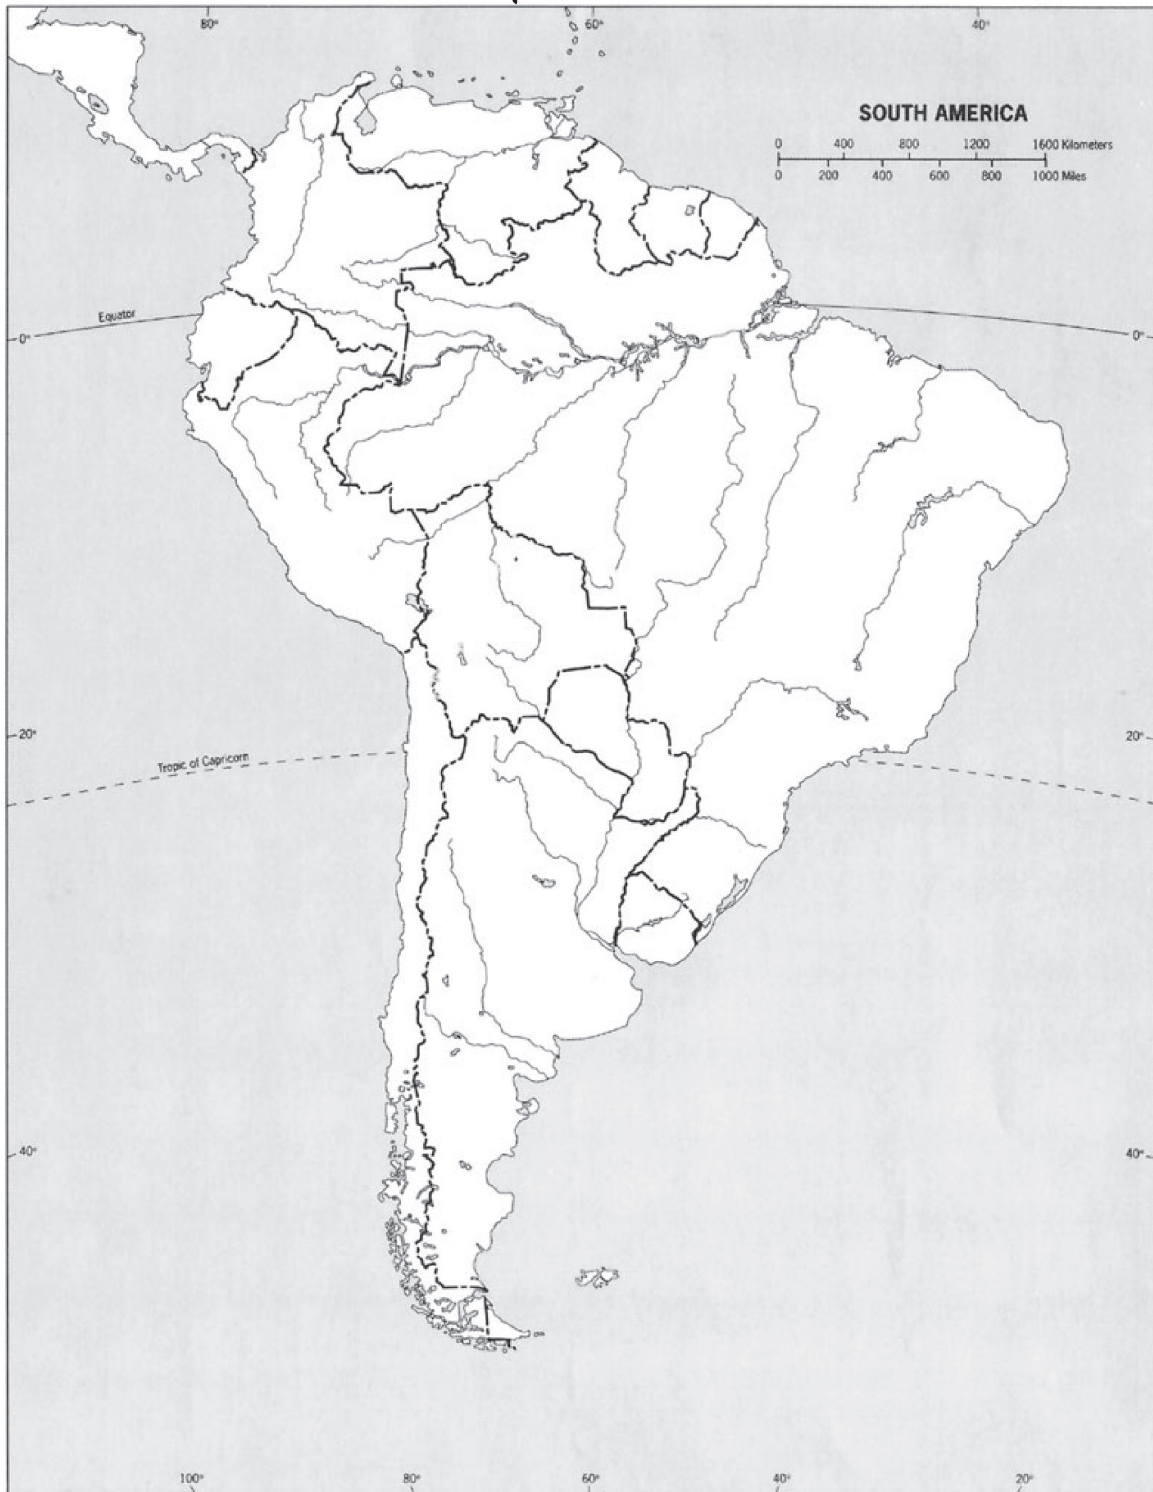 80° 60° 40°
SOUTH AMERICA
0 400 800 1200 1600 Kilometers
0 200 400 600 800 1000 Miles
Equator
0° 0°
20° 20°
Tropic of Capricorn
40° 40°
100° 80° 60° 40° 20°